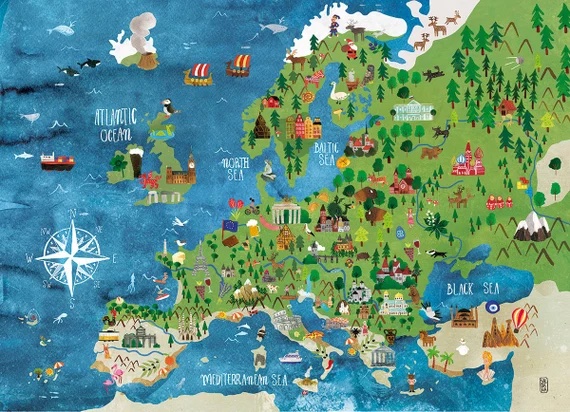 ATLANTIC
OCEAN
NORTH
SEA
BALTIC
SEA
BLACK SEA
MEDITERRANEAN SEA
N
NW
NE
W
E
SW
SE
S